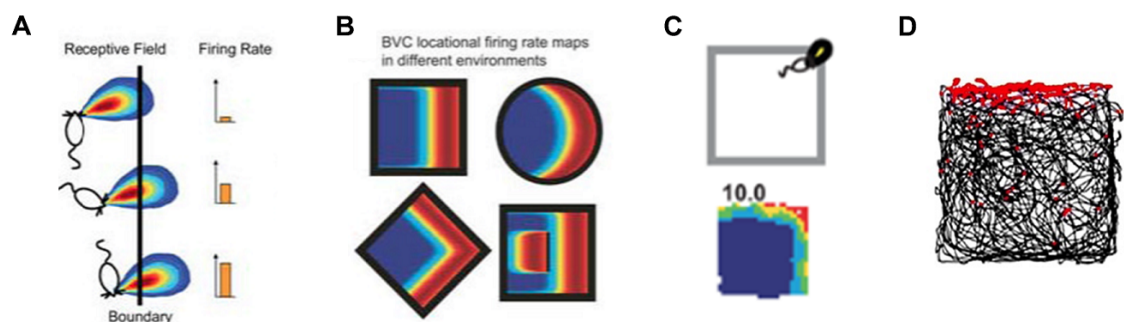 A
Receptive Field
Firing Rate
Boundary
B
BVC locational firing rate maps
in different environments
C
10.0
D